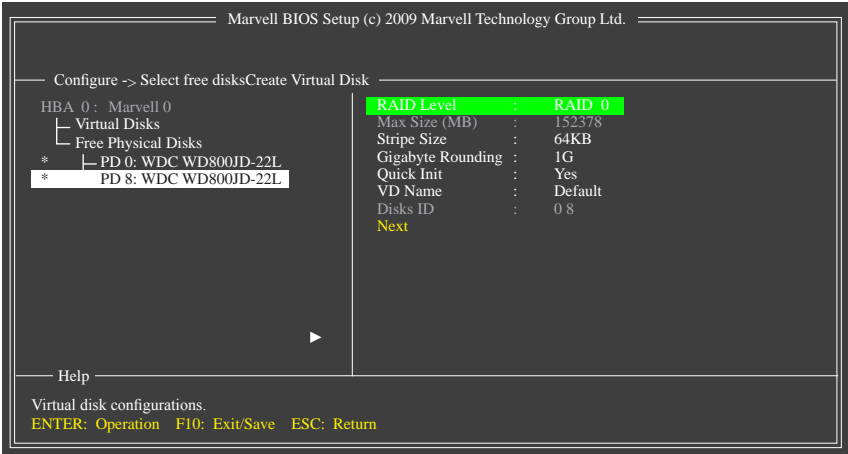 Marvell BIOS Setup (c) 2009 Marvell Technology Group Ltd.
Configure -> Select free disksCreate Virtual Disk
HBA 0 : Marvell 0
Virtual Disks
Free Physical Disks
* PD 0: WDC WD800JD-22L
* PD 8: WDC WD800JD-22L
RAID Level : RAID 0
Max Size (MB) : 152378
Stripe Size : 64KB
Gigabyte Rounding : 1G
Quick Init : Yes
VD Name : Default
Disks ID : 0 8
Next
Help
Virtual disk configurations.
ENTER: Operation F10: Exit/Save ESC: Return